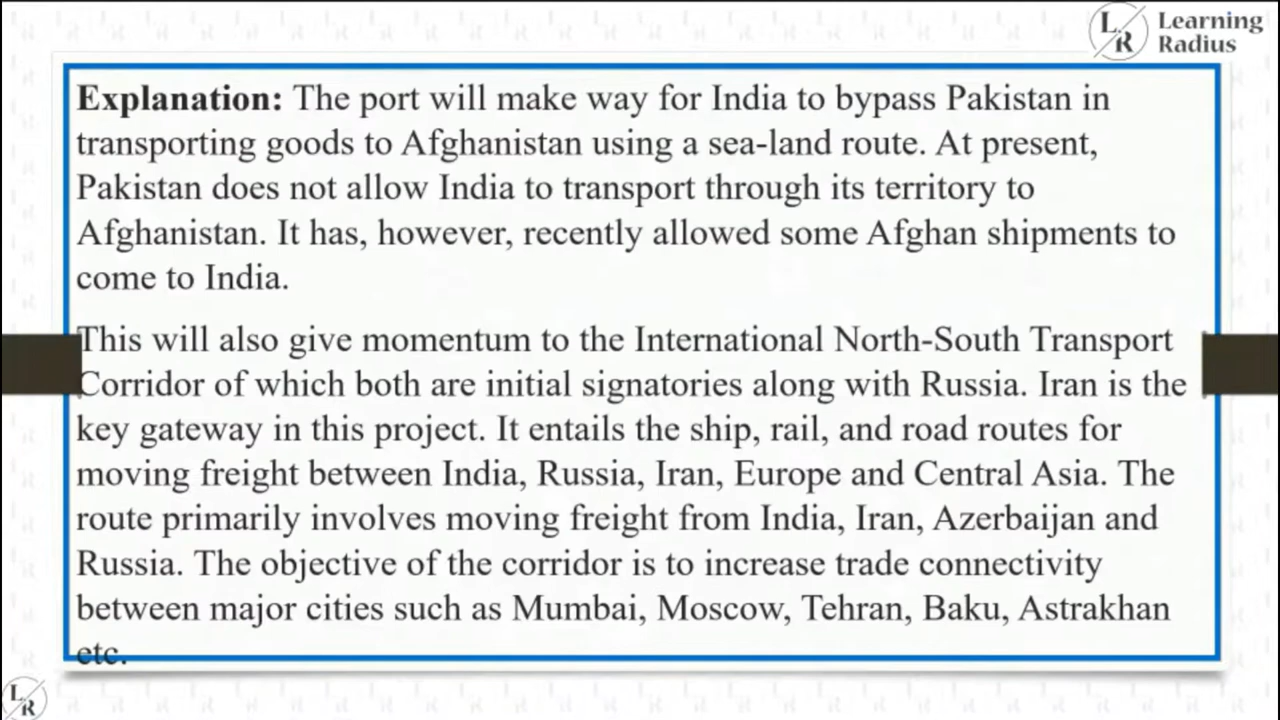 Learning
Radius
Explanation: The port will make way for India to bypass Pakistan in
transporting goods to Afghanistan using a sea-land route. At present,
Pakistan does not allow India to transport through its territory to
Afghanistan. It has, however, recently allowed some Afghan shipments to
come to India.
This will also give momentum to the International North-South Transport
Corridor of which both are initial signatories along with Russia. Iran is the
key gateway in this project. It entails the ship, rail, and road routes for
moving freight between India, Russia, Iran, Europe and Central Asia. The
route primarily involves moving freight from India, Iran, Azerbaijan and
Russia. The objective of the corridor is to increase trade connectivity
between major cities such as Mumbai, Moscow, Tehran, Baku, Astrakhan
etc.
LR